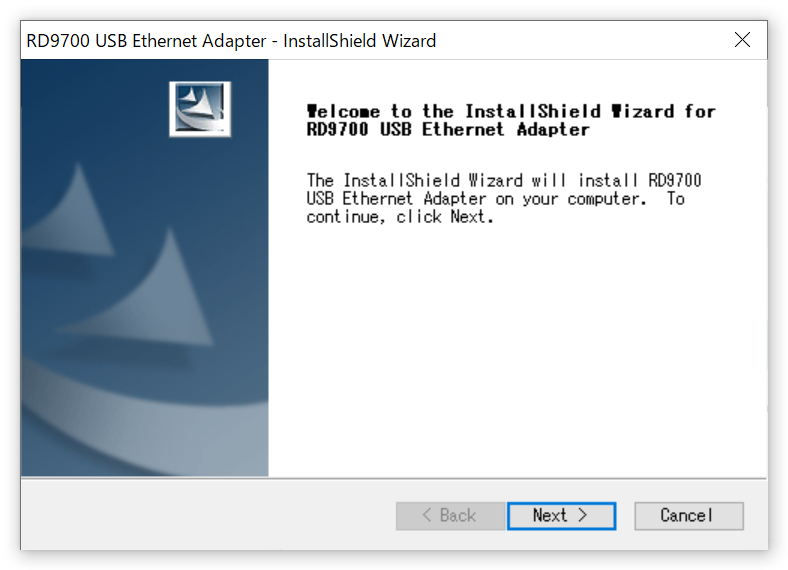 RD9700 USB Ethernet Adapter - InstallShield Wizard
Welcome to the InstallShield Wizard for
RD9700 USB Ethernet Adapter
The InstallShield Wizard will install RD9700
USB Ethernet Adapter on your computer.  To
continue, click Next.
< Back
Next >
Cancel